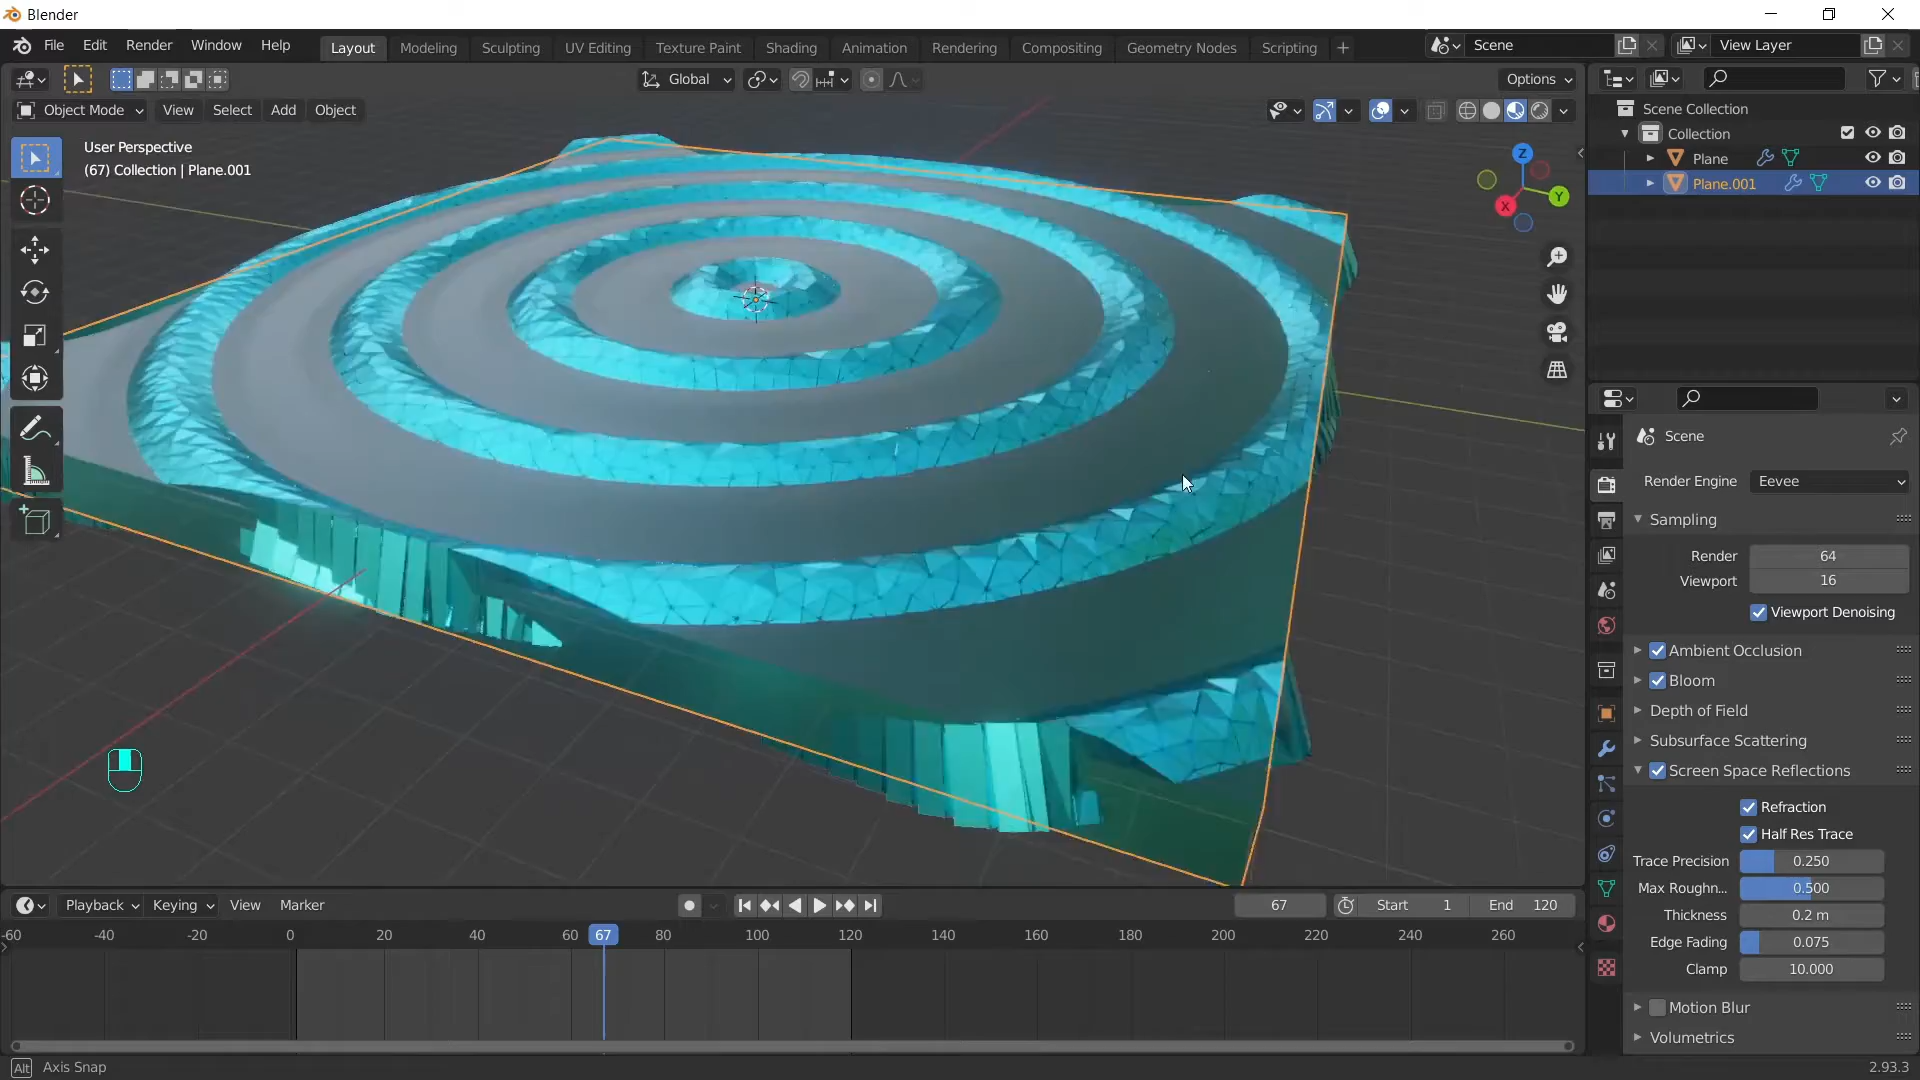 Blender
File Edit Render Window Help
Layout Modeling Sculpting UV Editing Texture Paint Shading Animation Rendering Compositing Geometry Nodes Scripting
Scene
View Layer
Global
Options
Object Mode View Select Add Object
User Perspective
(67) Collection | Plane.001
Z
Y
X
Scene Collection
Collection
Plane
Plane.001
Scene
Render Engine Eevee
Sampling
Render 64
Viewport 16
Viewport Denoising
Ambient Occlusion
Bloom
Depth of Field
Subsurface Scattering
Screen Space Reflections
Refraction
Half Res Trace
Trace Precision 0.250
Max Roughn... 0.500
Thickness 0.2 m
Edge Fading 0.075
Clamp 10.000
Motion Blur
Volumetrics
Playback Keying View Marker
67 Start 1 End 120
-60 -40 -20 0 20 40 60 67 80 100 120 140 160 180 200 220 240 260
Alt Axis Snap
2.93.3